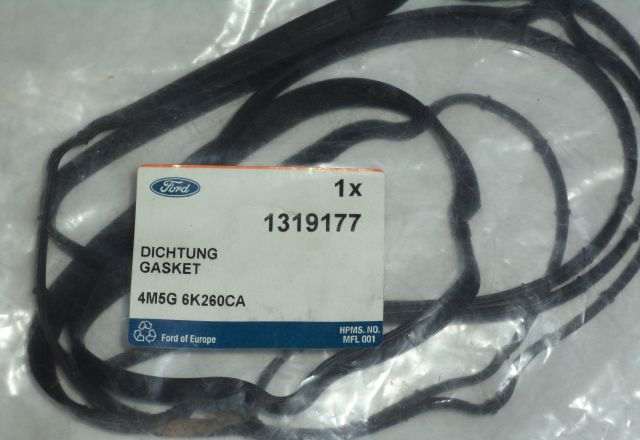 Ford
1x
1319177
DICHTUNG
GASKET
4M5G 6K260CA
Ford of Europe
HPMS. NO.
MFL 001